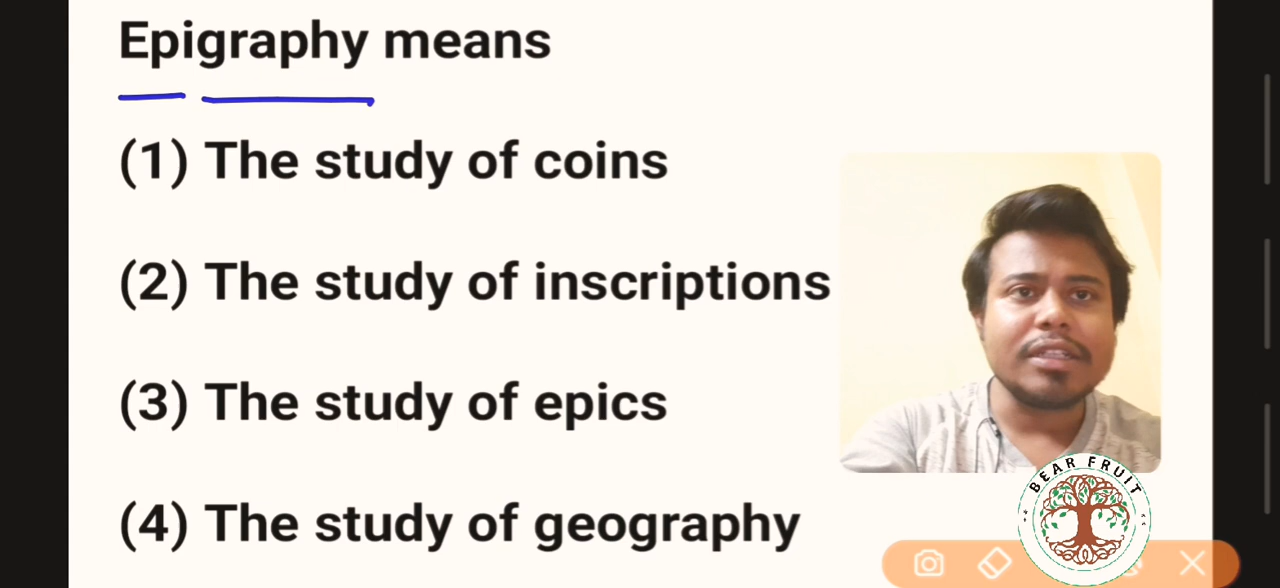 Epigraphy means
(1) The study of coins
(2) The study of inscriptions
(3) The study of epics
(4) The study of geography
BEAR FRUIT